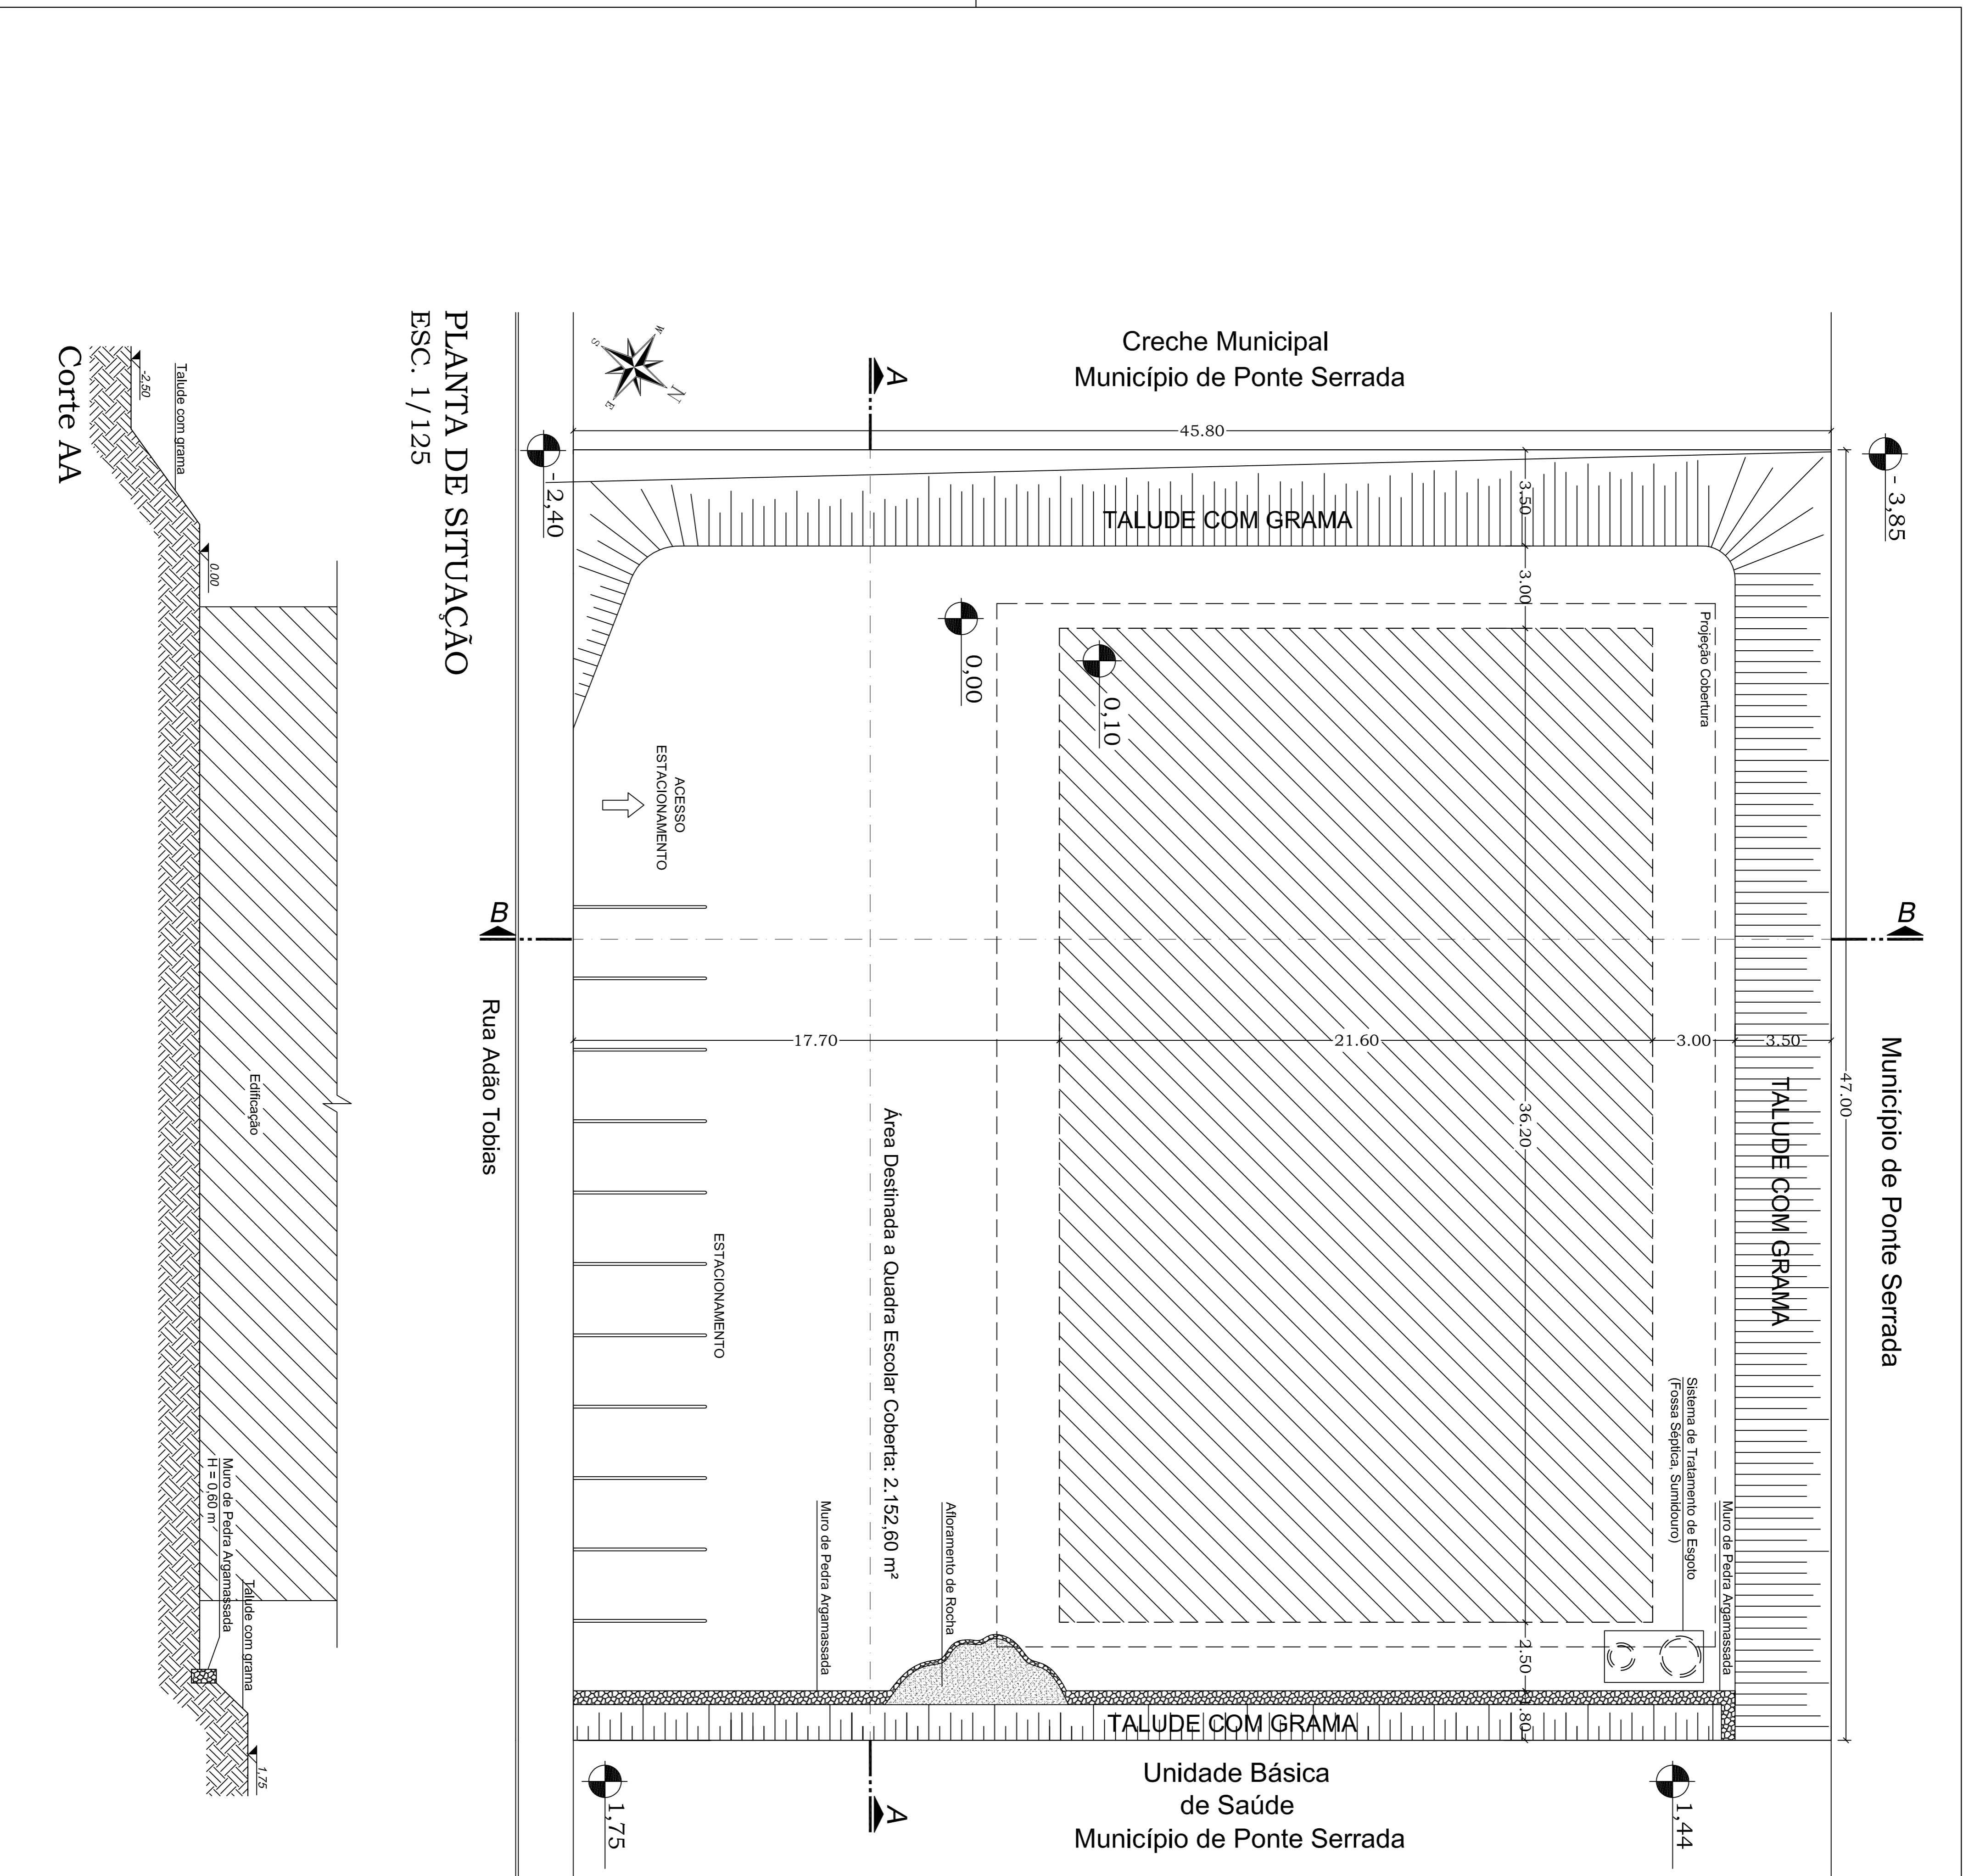 Creche Municipal
Município de Ponte Serrada
A
45.80
W
N
S
E
- 2,40
- 3,85
3.50
TALUDE COM GRAMA
3.00
Projeção Cobertura
0,00
0,10
ACESSO
ESTACIONAMENTO
B
B
17.70
21.60
3.00
3.50
47.00
36.20
Rua Adão Tobias
Município de Ponte Serrada
TALUDE COM GRAMA
Área Destinada a Quadra Escolar Coberta: 2.152,60 m²
ESTACIONAMENTO
Sistema de Tratamento de Esgoto
(Fossa Séptica, Sumidouro)
Muro de Pedra Argamassada
Afloramento de Rocha
Muro de Pedra Argamassada
2.50
TALUDE COM GRAMA
Unidade Básica
de Saúde
Município de Ponte Serrada
A
1,75
1,44
PLANTA DE SITUAÇÃO
ESC. 1/125
Talude com grama
-2,50
0.00
Edificação
Muro de Pedra Argamassada
H = 0,60 m
Talude com grama
1,75
Corte AA